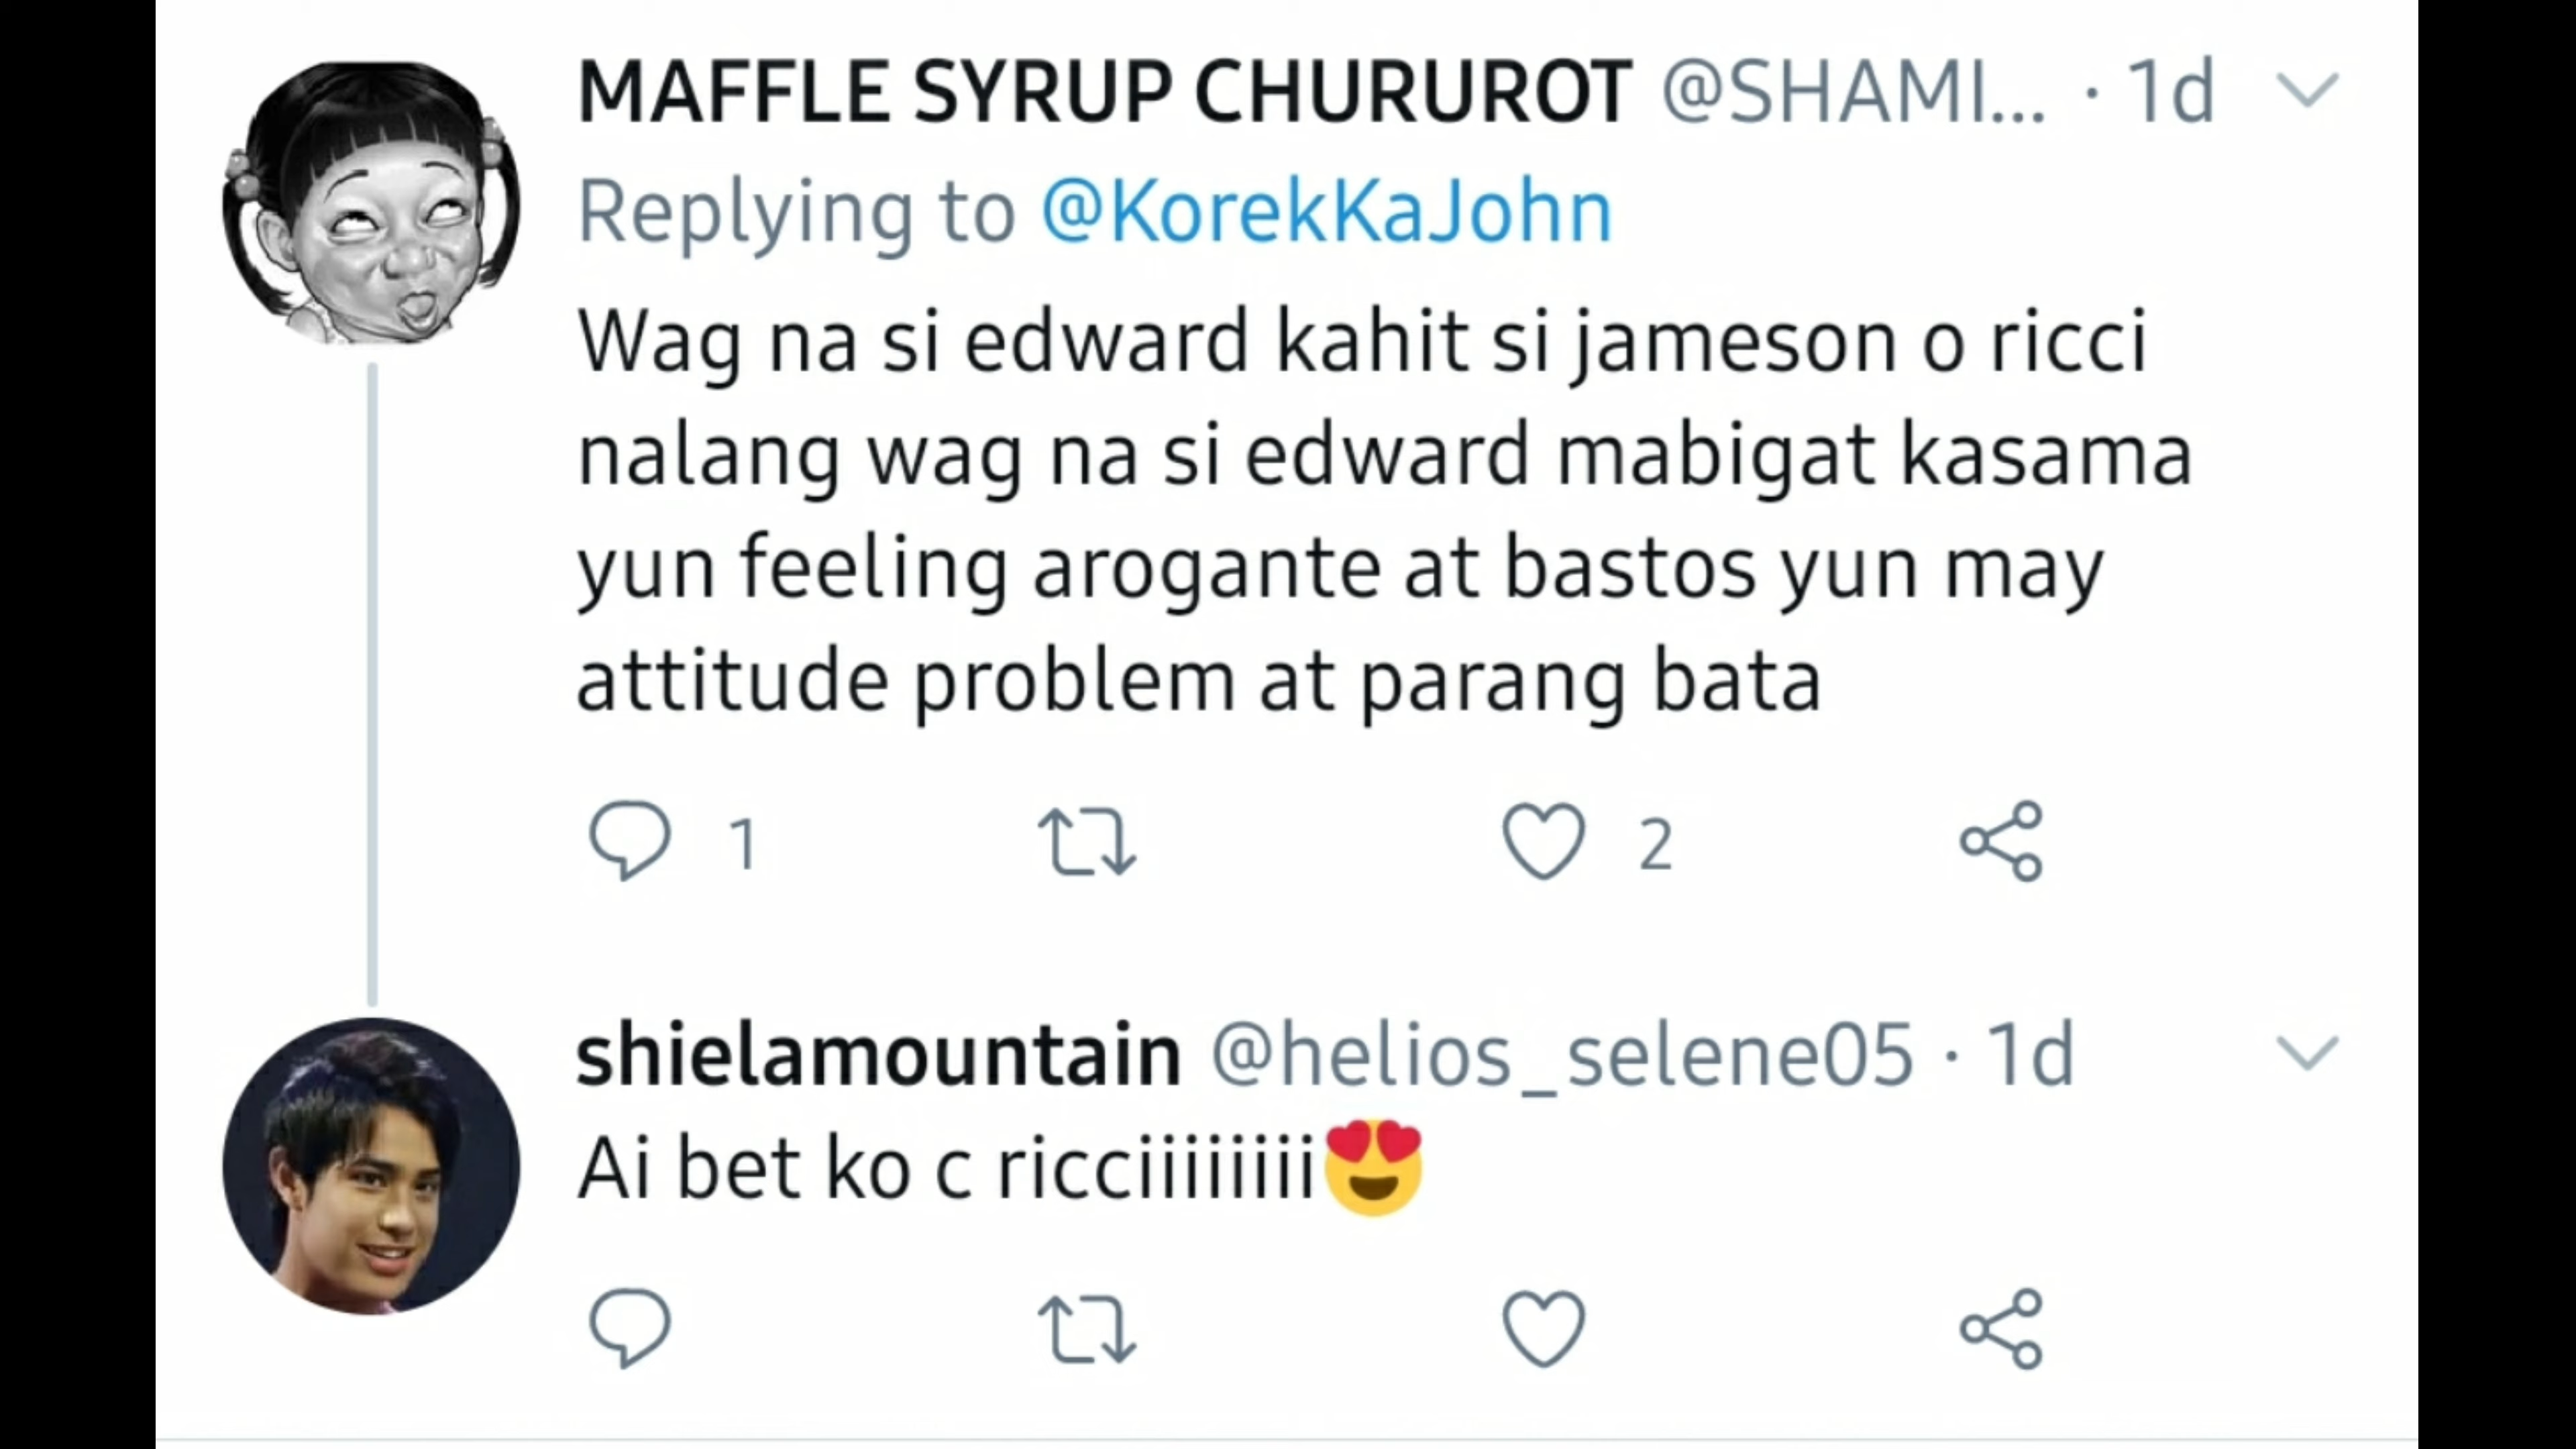 MAFFLE SYRUP CHURUROT @SHAMI... · 1d
Replying to @KorekKaJohn
Wag na si edward kahit si jameson o ricci
nalang wag na si edward mabigat kasama
yun feeling arogante at bastos yun may
attitude problem at parang bata
1 2
shielamountain @helios_selene05 · 1d
Ai bet ko c ricciiiiiiiii😍